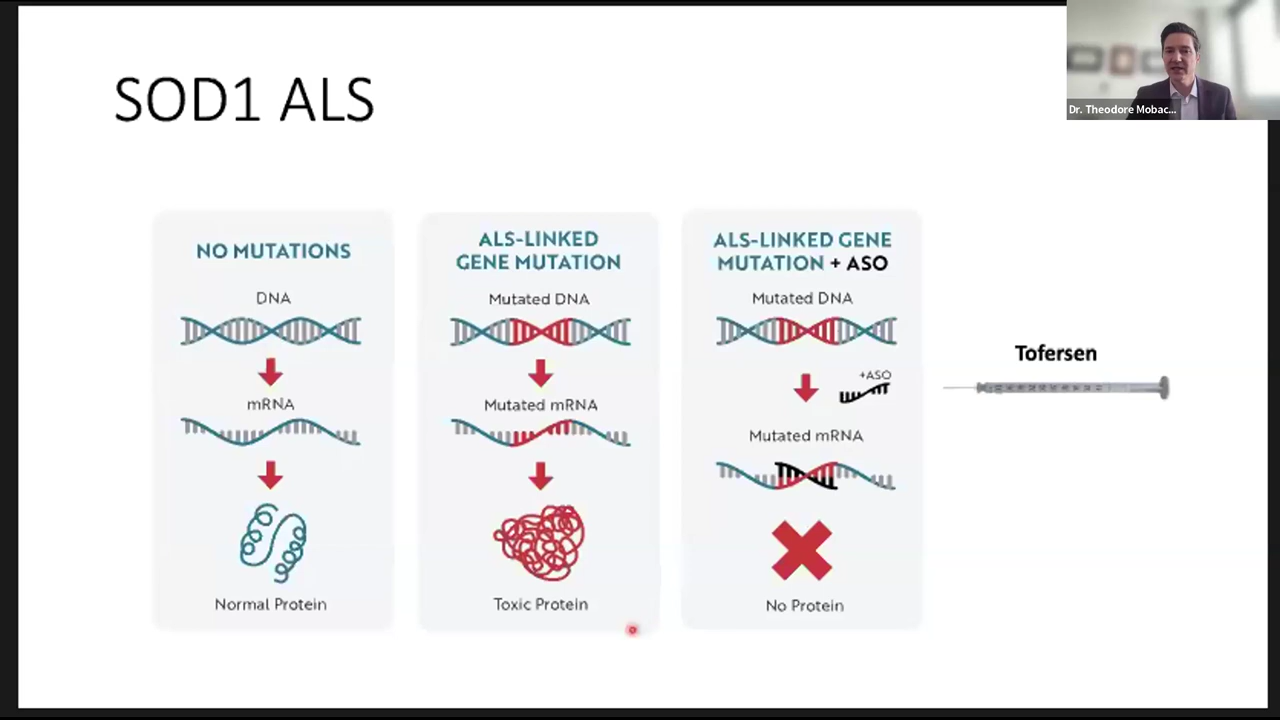 SOD1 ALS
Dr. Theodore Mobac...
NO MUTATIONS
DNA
mRNA
Normal Protein
ALS-LINKED
GENE MUTATION
Mutated DNA
Mutated mRNA
Toxic Protein
ALS-LINKED GENE
MUTATION + ASO
Mutated DNA
+ASO
Mutated mRNA
No Protein
Tofersen